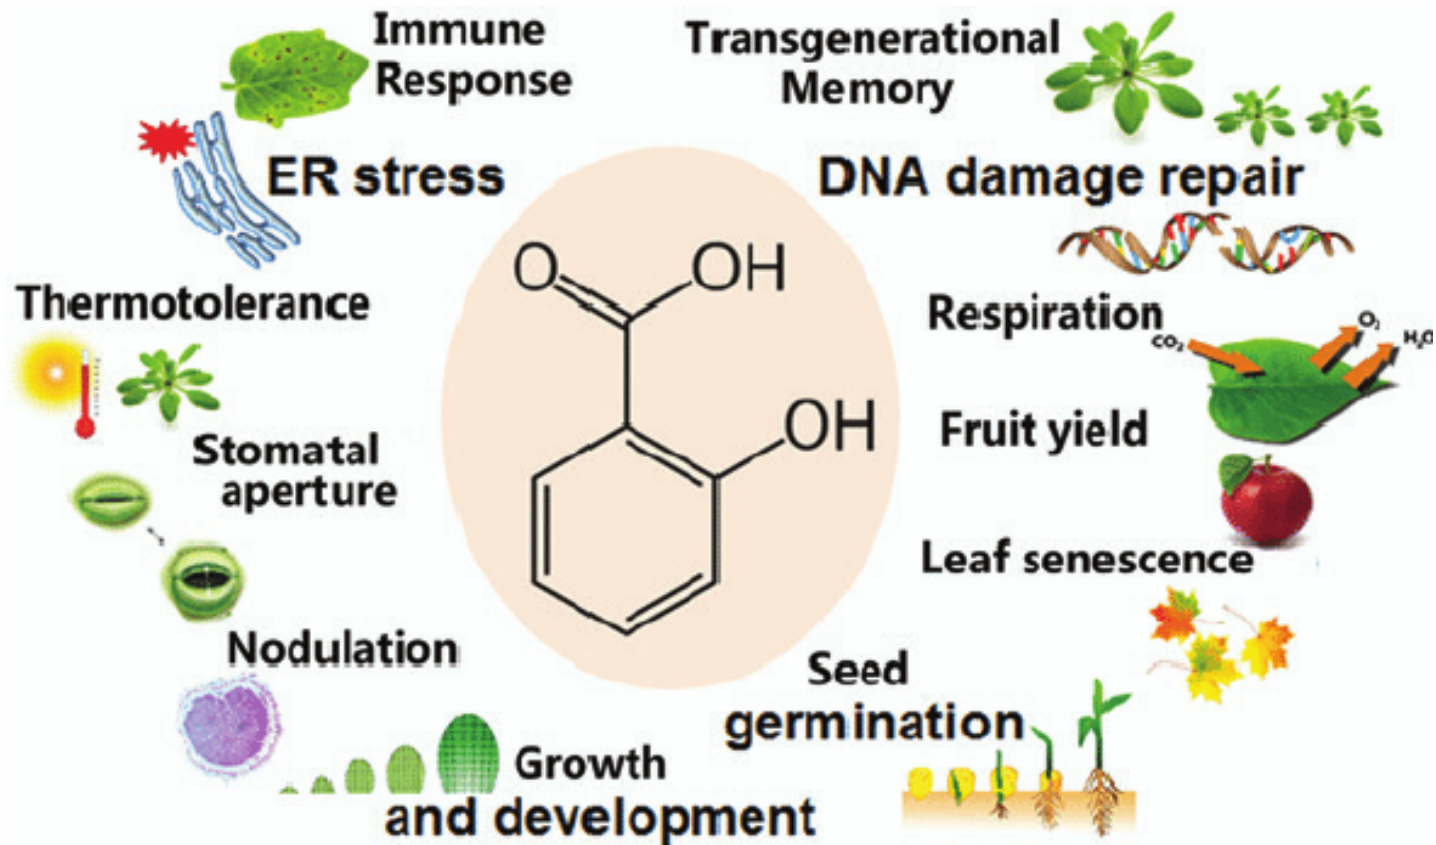 Immune
Response
ER stress
Thermotolerance
Stomatal
aperture
Nodulation
Growth
and development
Transgenerational
Memory
DNA damage repair
Respiration
CO₂
O₂
H₂O
Fruit yield
Leaf senescence
Seed
germination
O
OH
OH